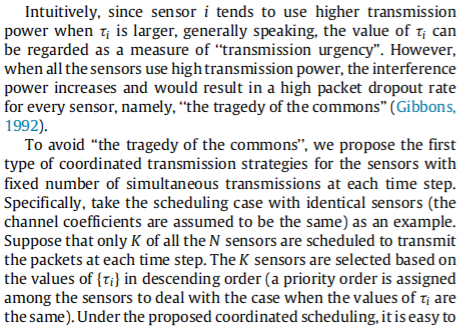 Intuitively, since sensor i tends to use higher transmission
power when τi is larger, generally speaking, the value of τi can
be regarded as a measure of “transmission urgency”. However,
when all the sensors use high transmission power, the interference
power increases and would result in a high packet dropout rate
for every sensor, namely, “the tragedy of the commons” (Gibbons,
1992).
To avoid “the tragedy of the commons”, we propose the first
type of coordinated transmission strategies for the sensors with
fixed number of simultaneous transmissions at each time step.
Specifically, take the scheduling case with identical sensors (the
channel coefficients are assumed to be the same) as an example.
Suppose that only K of all the N sensors are scheduled to transmit
the packets at each time step. The K sensors are selected based on
the values of {τi} in descending order (a priority order is assigned
among the sensors to deal with the case when the values of τi are
the same). Under the proposed coordinated scheduling, it is easy to